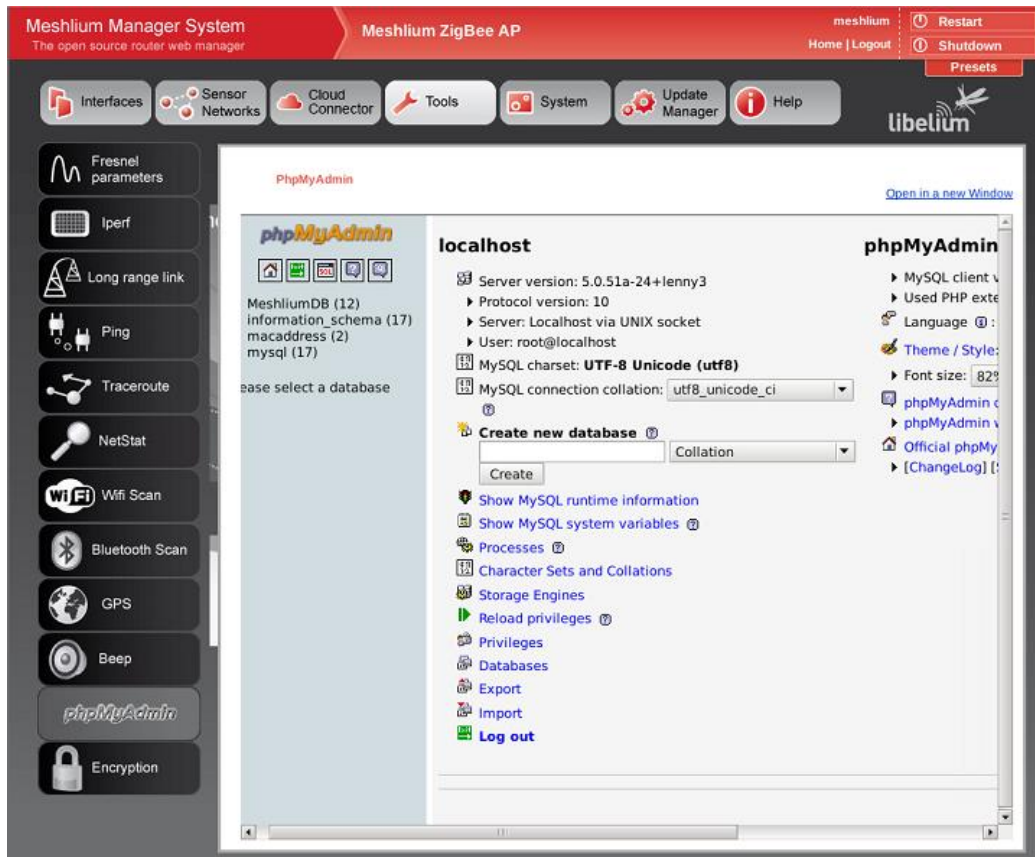 Meshlium Manager System
The open source router web manager
Meshlium ZigBee AP
meshlium
Home | Logout
Restart
Shutdown
Presets
Interfaces
Sensor
Networks
Cloud
Connector
Tools
System
Update
Manager
Help
libelium
Fresnel
parameters
Iperf
Long range link
Ping
Traceroute
NetStat
WiFi Wifi Scan
Bluetooth Scan
GPS
Beep
phpMyAdmin
Encryption
PhpMyAdmin
Open in a new Window
phpMyAdmin
SQL
MeshliumDB (12)
information_schema (17)
macaddress (2)
mysql (17)
ease select a database
localhost
Server version: 5.0.51a-24+lenny3
Protocol version: 10
Server: Localhost via UNIX socket
User: root@localhost
MySQL charset: UTF-8 Unicode (utf8)
MySQL connection collation: utf8_unicode_ci
Create new database
Collation
Create
Show MySQL runtime information
Show MySQL system variables
Processes
Character Sets and Collations
Storage Engines
Reload privileges
Privileges
Databases
Export
Import
Log out
phpMyAdmin
MySQL client v
Used PHP exte
Language :
Theme / Style:
Font size: 82%
phpMyAdmin d
phpMyAdmin w
Official phpMy
[ChangeLog] [